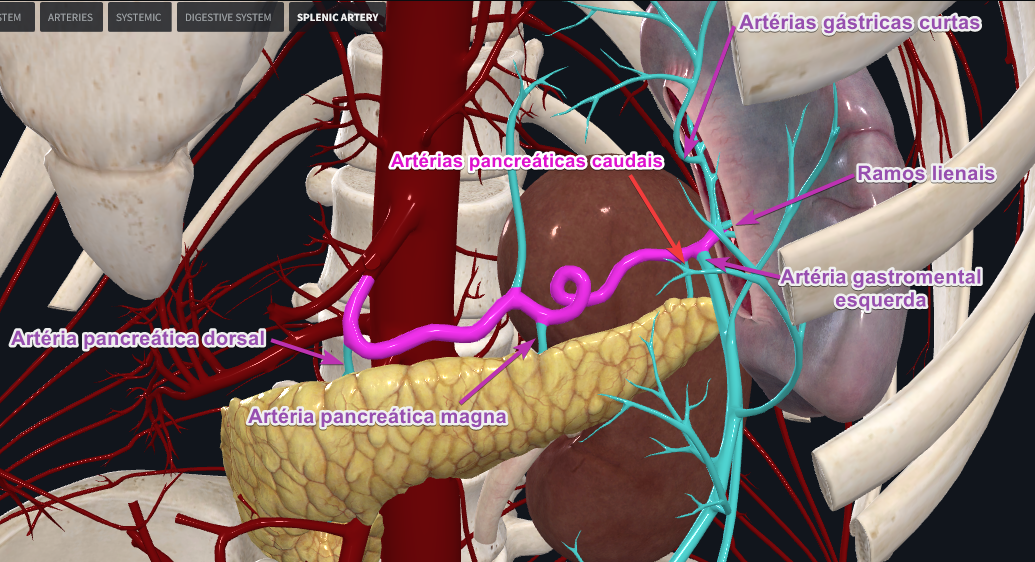 STEM
ARTERIES
SYSTEMIC
DIGESTIVE SYSTEM
SPLENIC ARTERY
Artérias gástricas curtas
Artérias pancreáticas caudais
Ramos lienais
Artéria gastromental
esquerda
Artéria pancreática dorsal
Artéria pancreática magna